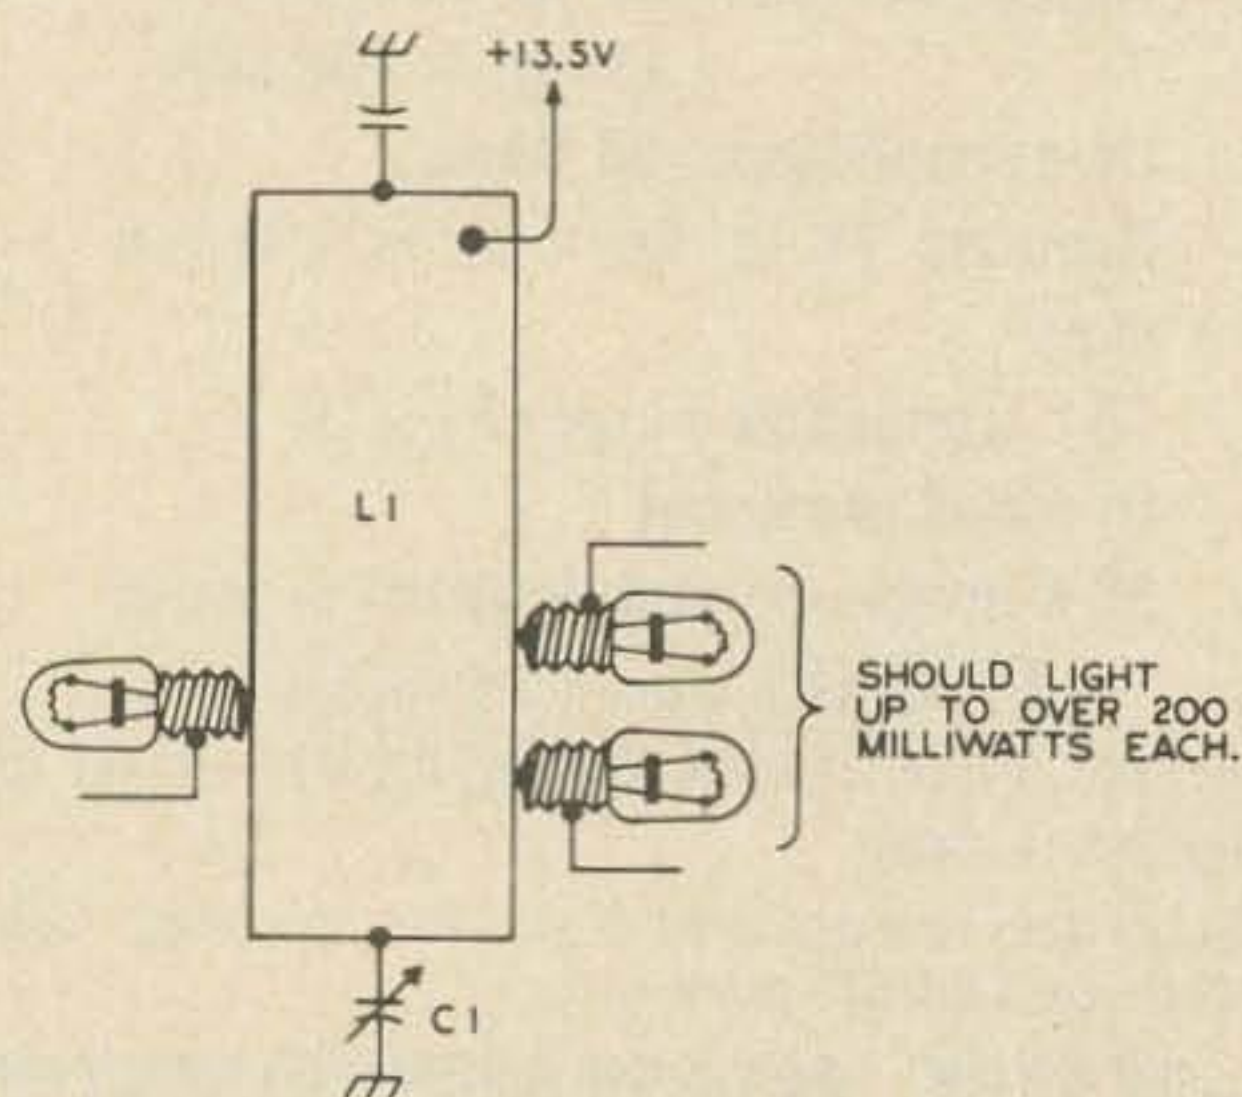 +13.5V
L1
SHOULD LIGHT
UP TO OVER 200
MILLIWATTS EACH.
C1